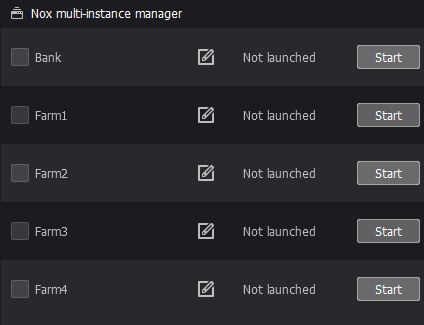 Nox multi-instance manager
Bank Not launched Start
Farm1 Not launched Start
Farm2 Not launched Start
Farm3 Not launched Start
Farm4 Not launched Start